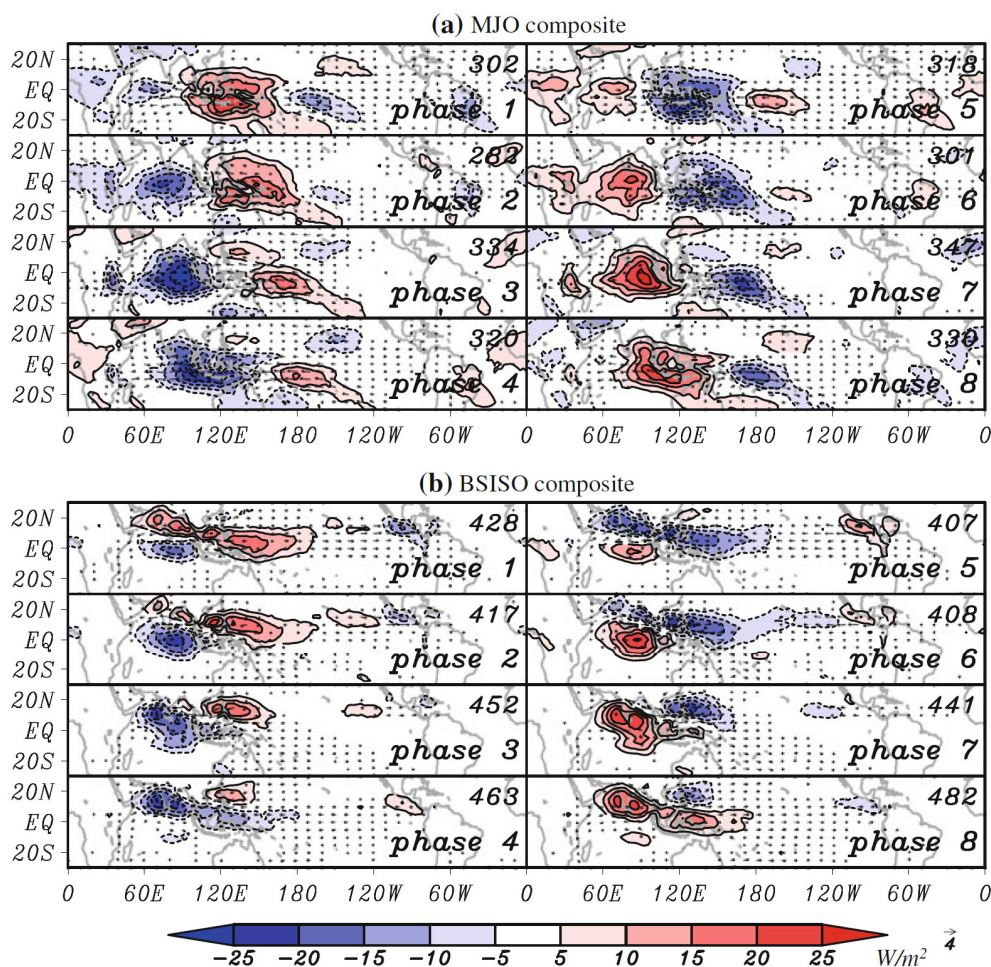 (a) MJO composite
20N 302 318
EQ
20S phase 1 phase 5
20N 282 301
EQ
20S phase 2 phase 6
20N 334 347
EQ
20S phase 3 phase 7
20N 320 330
EQ
20S phase 4 phase 8
0 60E 120E 180 120W 60W 0 60E 120E 180 120W 60W 0
(b) BSISO composite
20N 428 407
EQ
20S phase 1 phase 5
20N 417 408
EQ
20S phase 2 phase 6
20N 452 441
EQ
20S phase 3 phase 7
20N 463 482
EQ
20S phase 4 phase 8
0 60E 120E 180 120W 60W 0 60E 120E 180 120W 60W 0
-25 -20 -15 -10 -5 5 10 15 20 25 W/m² 4